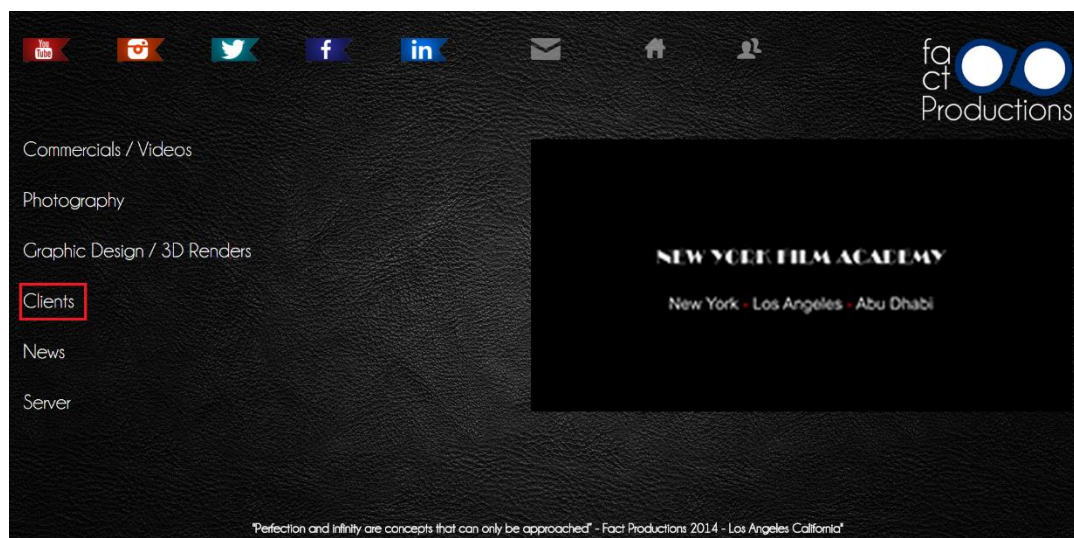 You
Tube
f
in
fa
ct
Productions
Commercials / Videos
Photography
Graphic Design / 3D Renders
Clients
News
Server
NEW YORK FILM ACADEMY
New York • Los Angeles • Abu Dhabi
"Perfection and infinity are concepts that can only be approached" - Fact Productions 2014 - Los Angeles California"